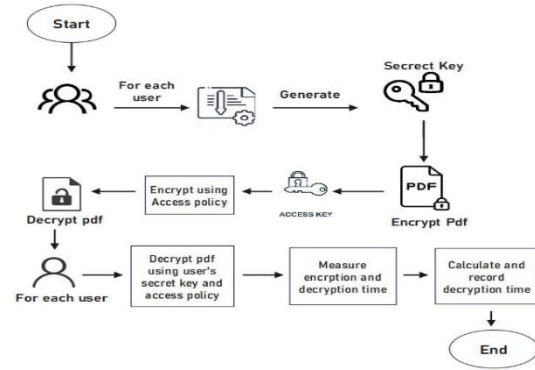 Start
For each
user
Generate
Secrect Key
PDF
Encrypt Pdf
ACCESS KEY
Encrypt using
Access policy
Decrypt pdf
For each user
Decrypt pdf
using user's
secret key and
access policy
Measure
encrption and
decryption time
Calculate and
record
decryption time
End